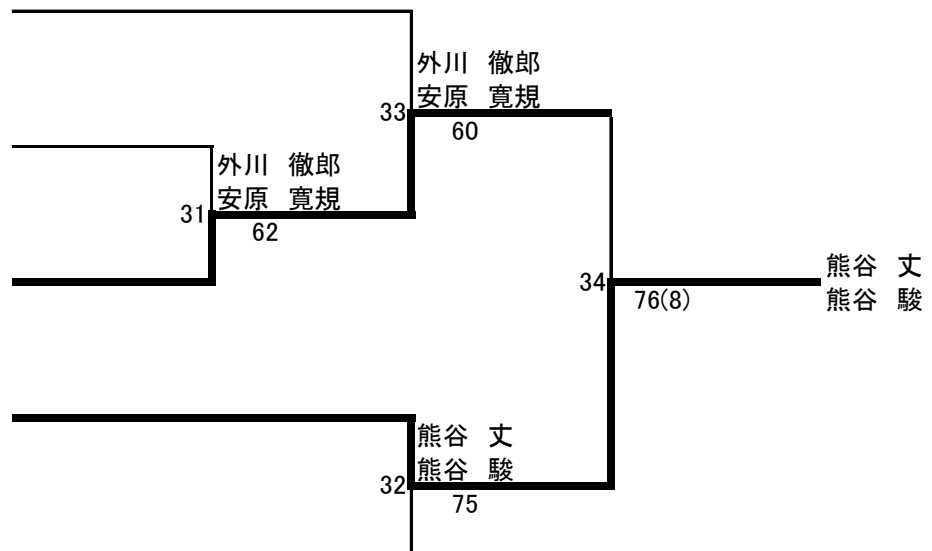 外川 徹郎
安原 寛規
33
60
外川 徹郎
安原 寛規
31
62
熊谷 丈
34
76(8)
熊谷 駿
熊谷 丈
熊谷 駿
32
75